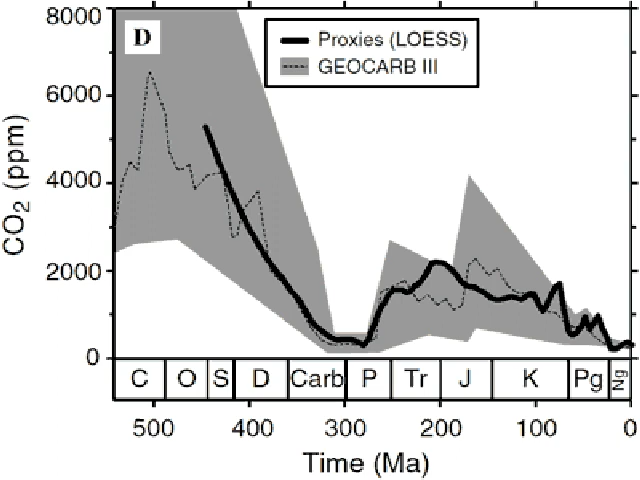 8000
D
Proxies (LOESS)
GEOCARB III
6000
4000
2000
0
CO2 (ppm)
C O S D Carb P Tr J K Pg Ng
500 400 300 200 100 0
Time (Ma)